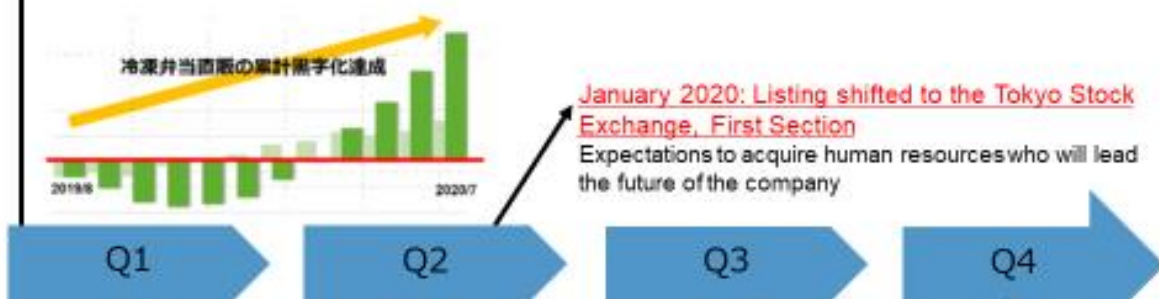 冷凍弁当直販の累計黒字化達成
2019/8
2020/7
January 2020: Listing shifted to the Tokyo Stock
Exchange, First Section
Expectations to acquire human resources who will lead
the future of the company
Q1
Q2
Q3
Q4